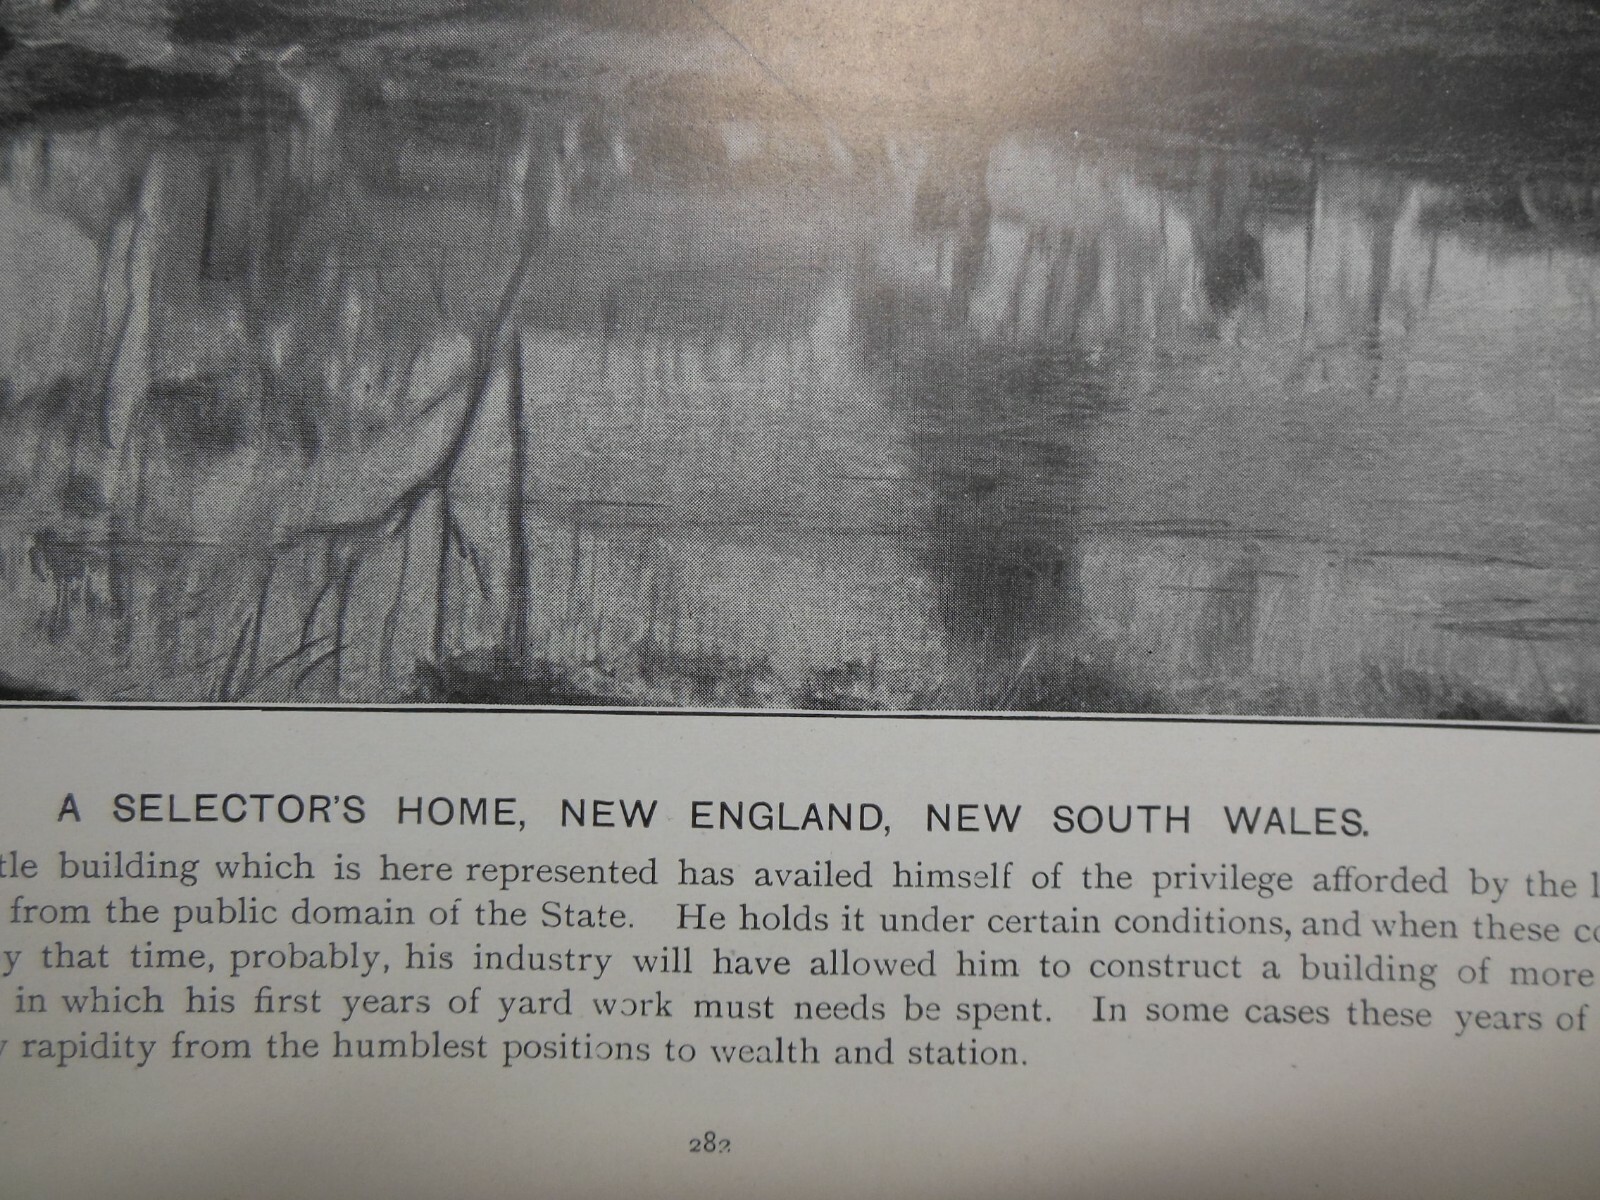 A SELECTOR'S HOME, NEW ENGLAND, NEW SOUTH WALES.
tle building which is here represented has availed himself of the privilege afforded by the l
from the public domain of the State. He holds it under certain conditions, and when these co
y that time, probably, his industry will have allowed him to construct a building of more
in which his first years of yard work must needs be spent. In some cases these years of
y rapidity from the humblest positions to wealth and station.
282